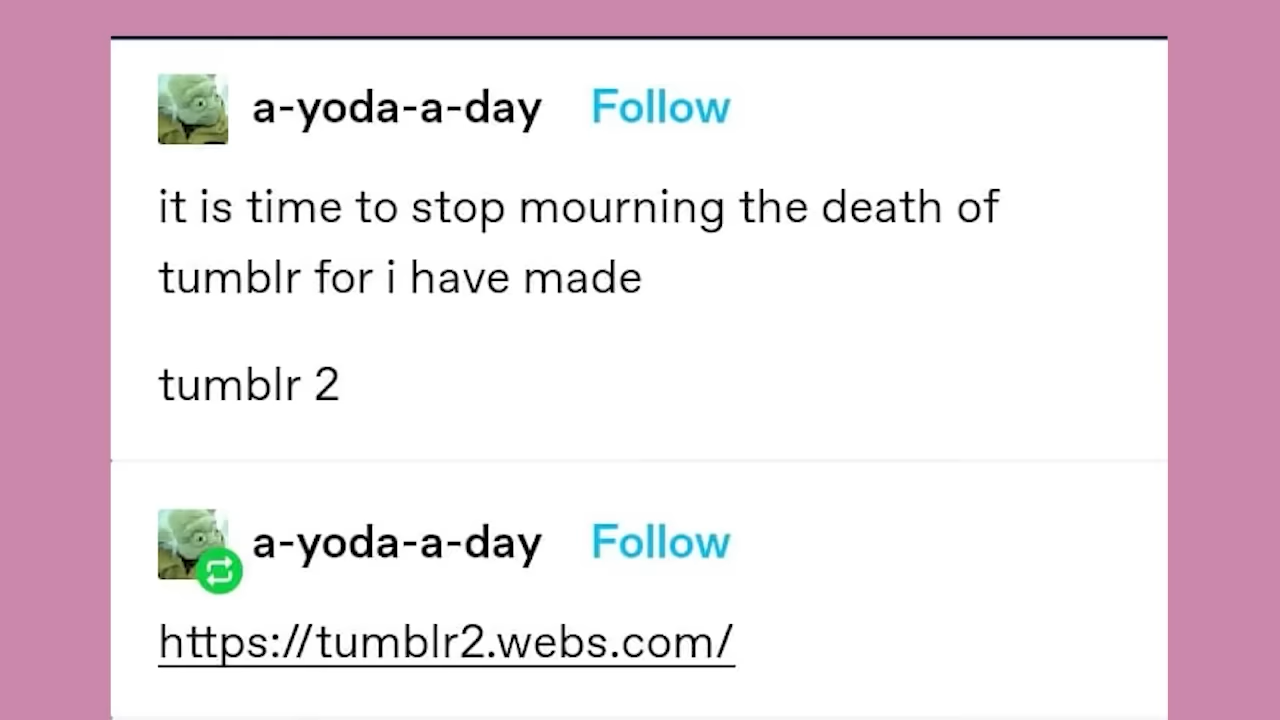 a-yoda-a-day Follow
it is time to stop mourning the death of
tumblr for i have made
tumblr 2
a-yoda-a-day Follow
https://tumblr2.webs.com/